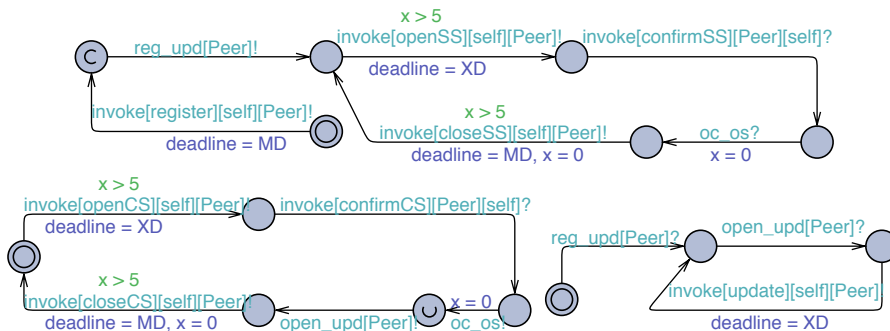 x > 5
reg_upd[Peer]!
invoke[openSS][self][Peer]!
invoke[confirmSS][Peer][self]?
C
deadline = XD
x > 5
invoke[register][self][Peer]!
invoke[closeSS][self][Peer]!
oc_os?
deadline = MD
deadline = MD, x = 0
x = 0
x > 5
invoke[openCS][self][Peer]!
invoke[confirmCS][Peer][self]?
deadline = XD
reg_upd[Peer]?
open_upd[Peer]?
x > 5
invoke[closeCS][self][Peer]!
U
x = 0
invoke[update][self][Peer]!
deadline = MD, x = 0
open_upd[Peer]!
oc_os!
deadline = XD